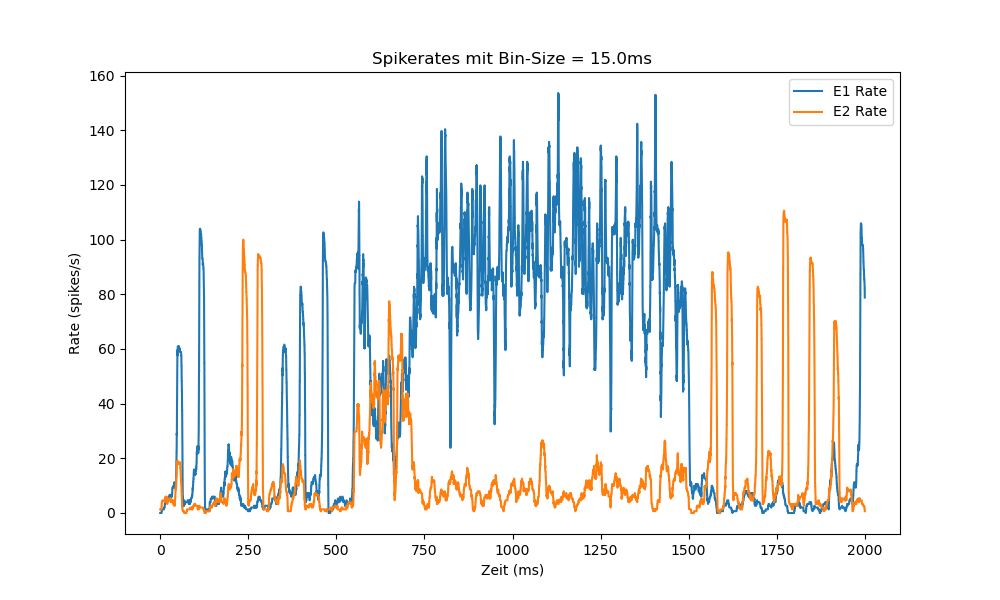 Spikerates mit Bin-Size = 15.0ms
E1 Rate
E2 Rate
Rate (spikes/s)
160
140
120
100
80
60
40
20
0
0 250 500 750 1000 1250 1500 1750 2000
Zeit (ms)